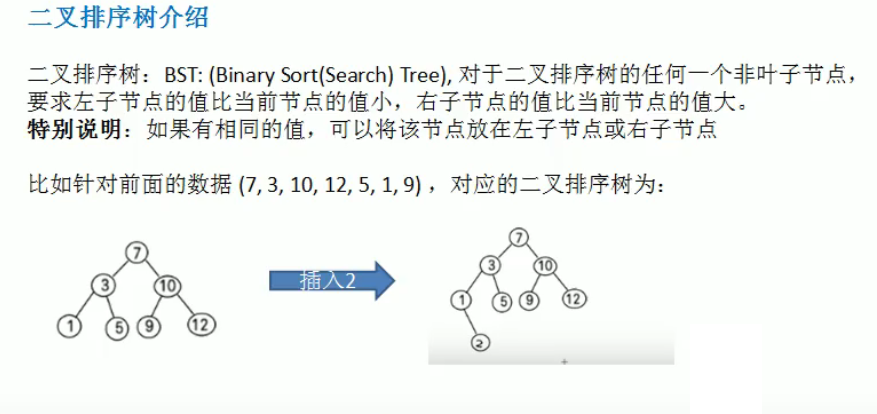 二叉排序树介绍
二叉排序树：BST: (Binary Sort(Search) Tree), 对于二叉排序树的任何一个非叶子节点，
要求左子节点的值比当前节点的值小，右子节点的值比当前节点的值大。
特别说明：如果有相同的值，可以将该节点放在左子节点或右子节点
比如针对前面的数据 (7, 3, 10, 12, 5, 1, 9) ，对应的二叉排序树为：
7
3 10
1 5 9 12
插入2
7
3 10
1 5 9 12
2